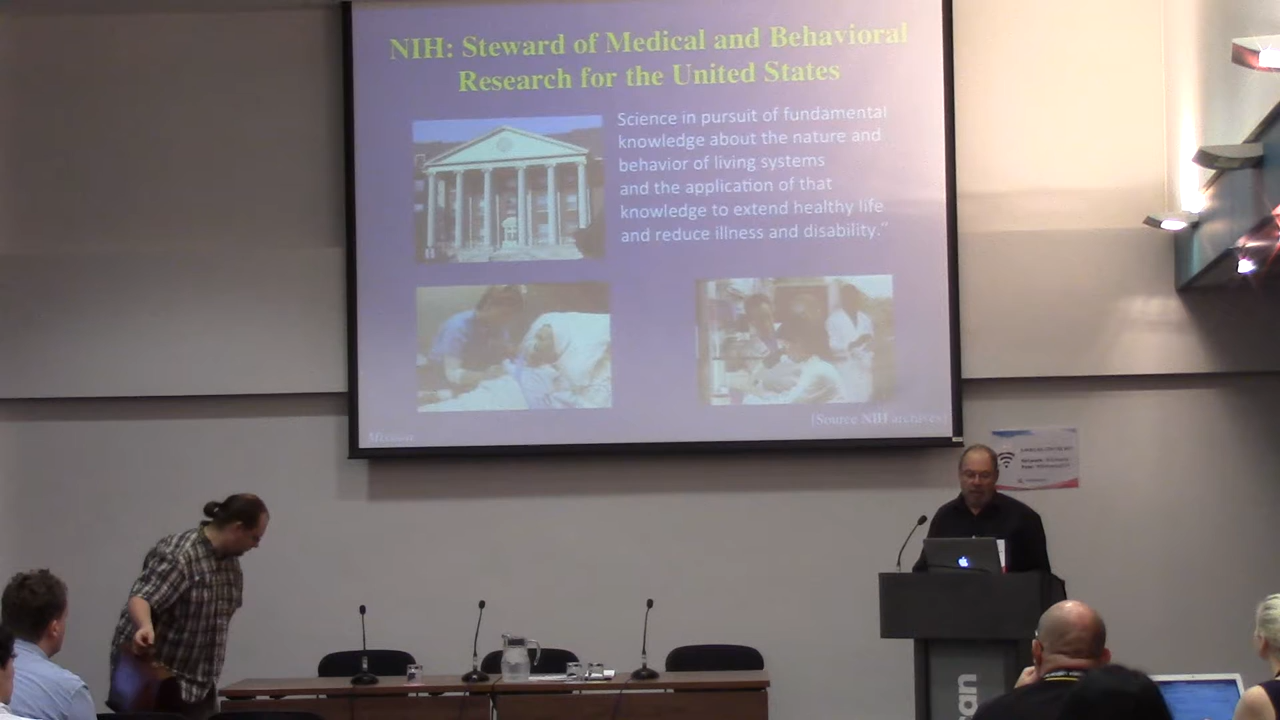 NIH: Steward of Medical and Behavioral
Research for the United States
Science in pursuit of fundamental
knowledge about the nature and
behavior of living systems
and the application of that
knowledge to extend healthy life
and reduce illness and disability.”
[Source NIH archives]
can